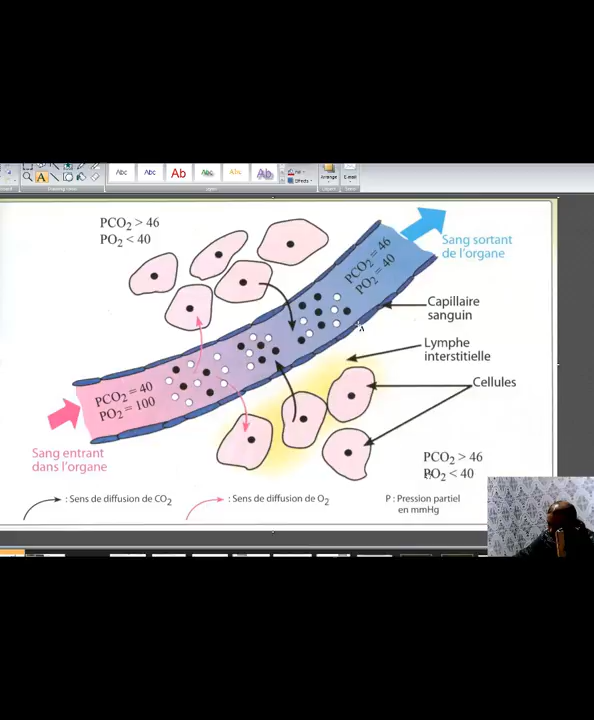 Abc Abc Ab Abc Abc Ab
Arrange
E-mail
PCO2 > 46
PO2 < 40
PCO2 = 46
PO2 = 40
Sang sortant
de l'organe
Capillaire
sanguin
Lymphe
interstitielle
Cellules
PCO2 = 40
PO2 = 100
Sang entrant
dans l'organe
PCO2 > 46
PO2 < 40
: Sens de diffusion de CO2
: Sens de diffusion de O2
P : Pression partiel
en mmHg